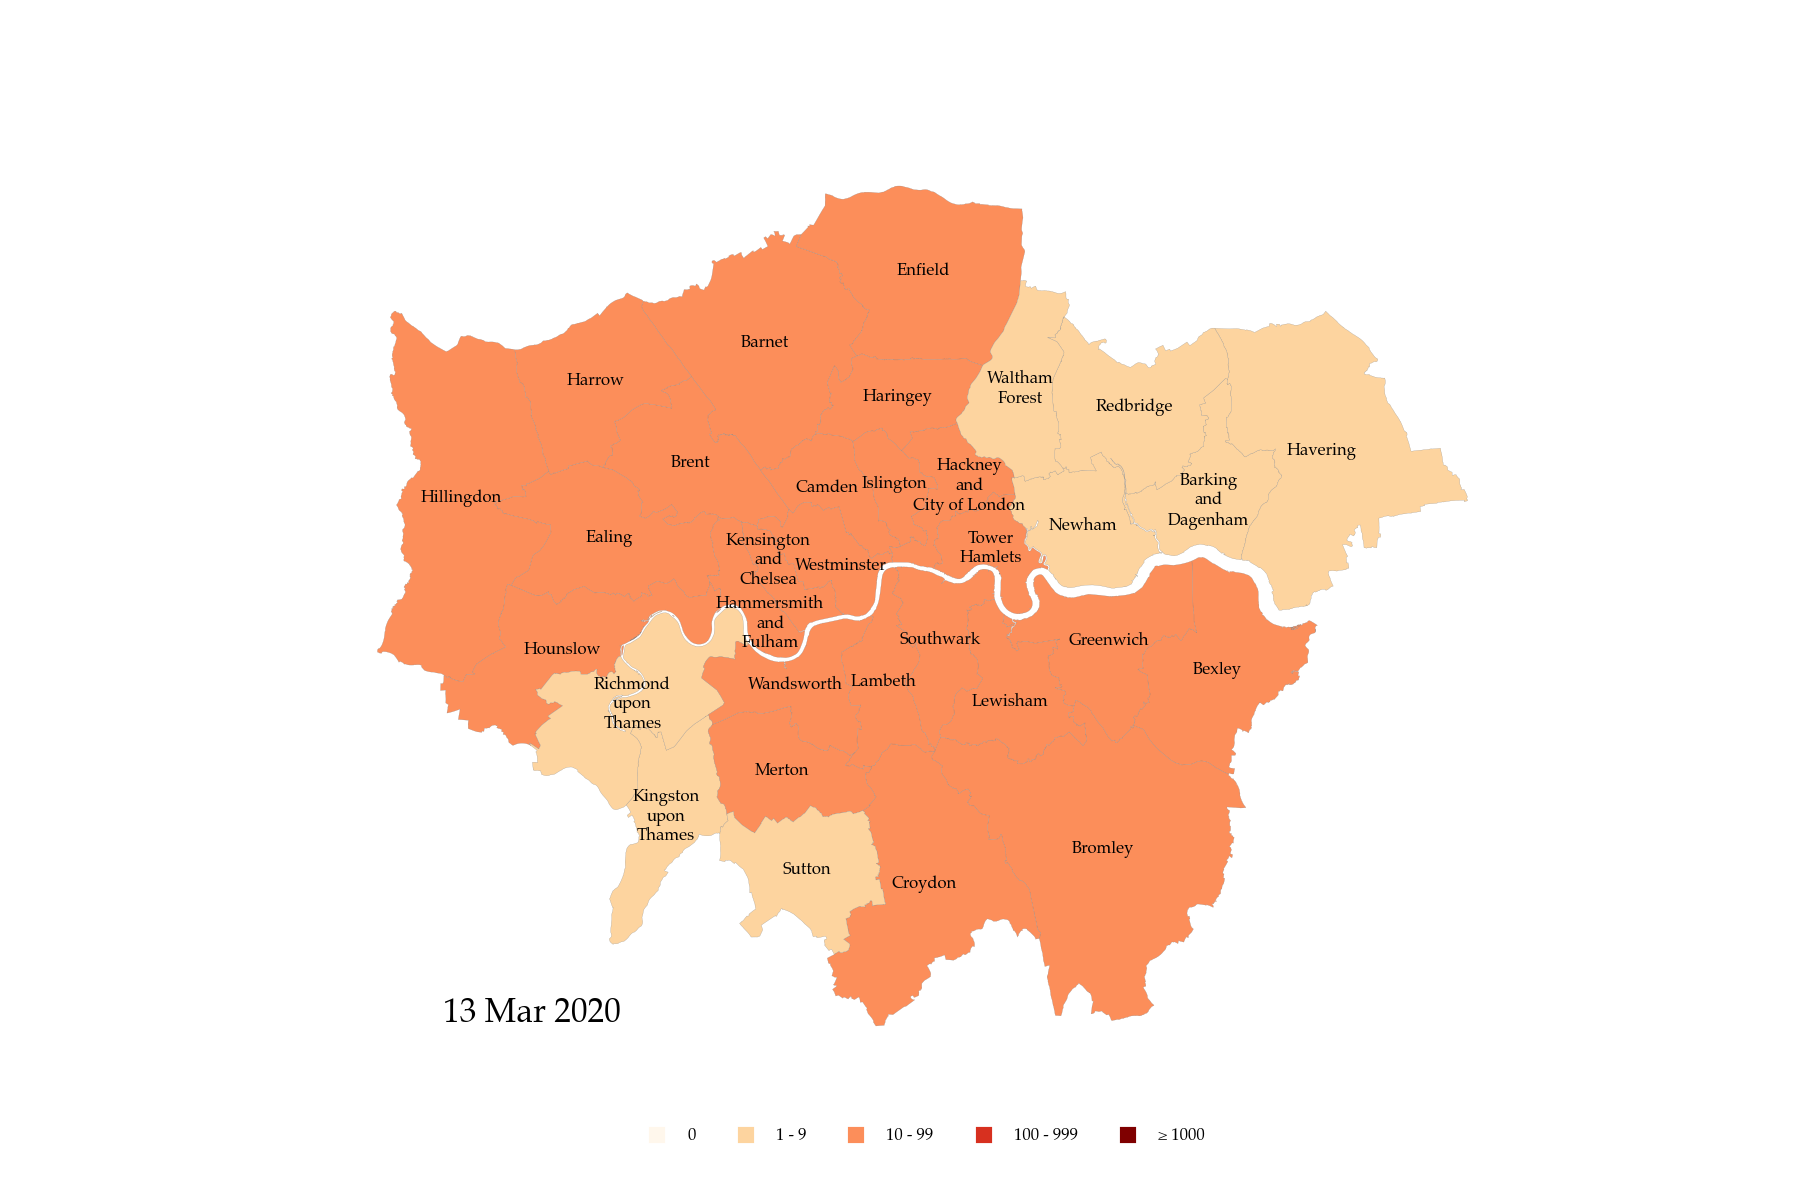 Enfield
Barnet
Harrow
Haringey
Waltham
Forest
Redbridge
Havering
Brent
Hillingdon
Camden
Islington
Hackney
and
City of London
Barking
and
Dagenham
Newham
Ealing
Kensington
and
Chelsea
Westminster
Tower
Hamlets
Hammersmith
and
Fulham
Hounslow
Southwark
Greenwich
Bexley
Richmond
upon
Thames
Wandsworth
Lambeth
Lewisham
Merton
Kingston
upon
Thames
Bromley
Sutton
Croydon
13 Mar 2020
0 1 - 9 10 - 99 100 - 999 ≥ 1000